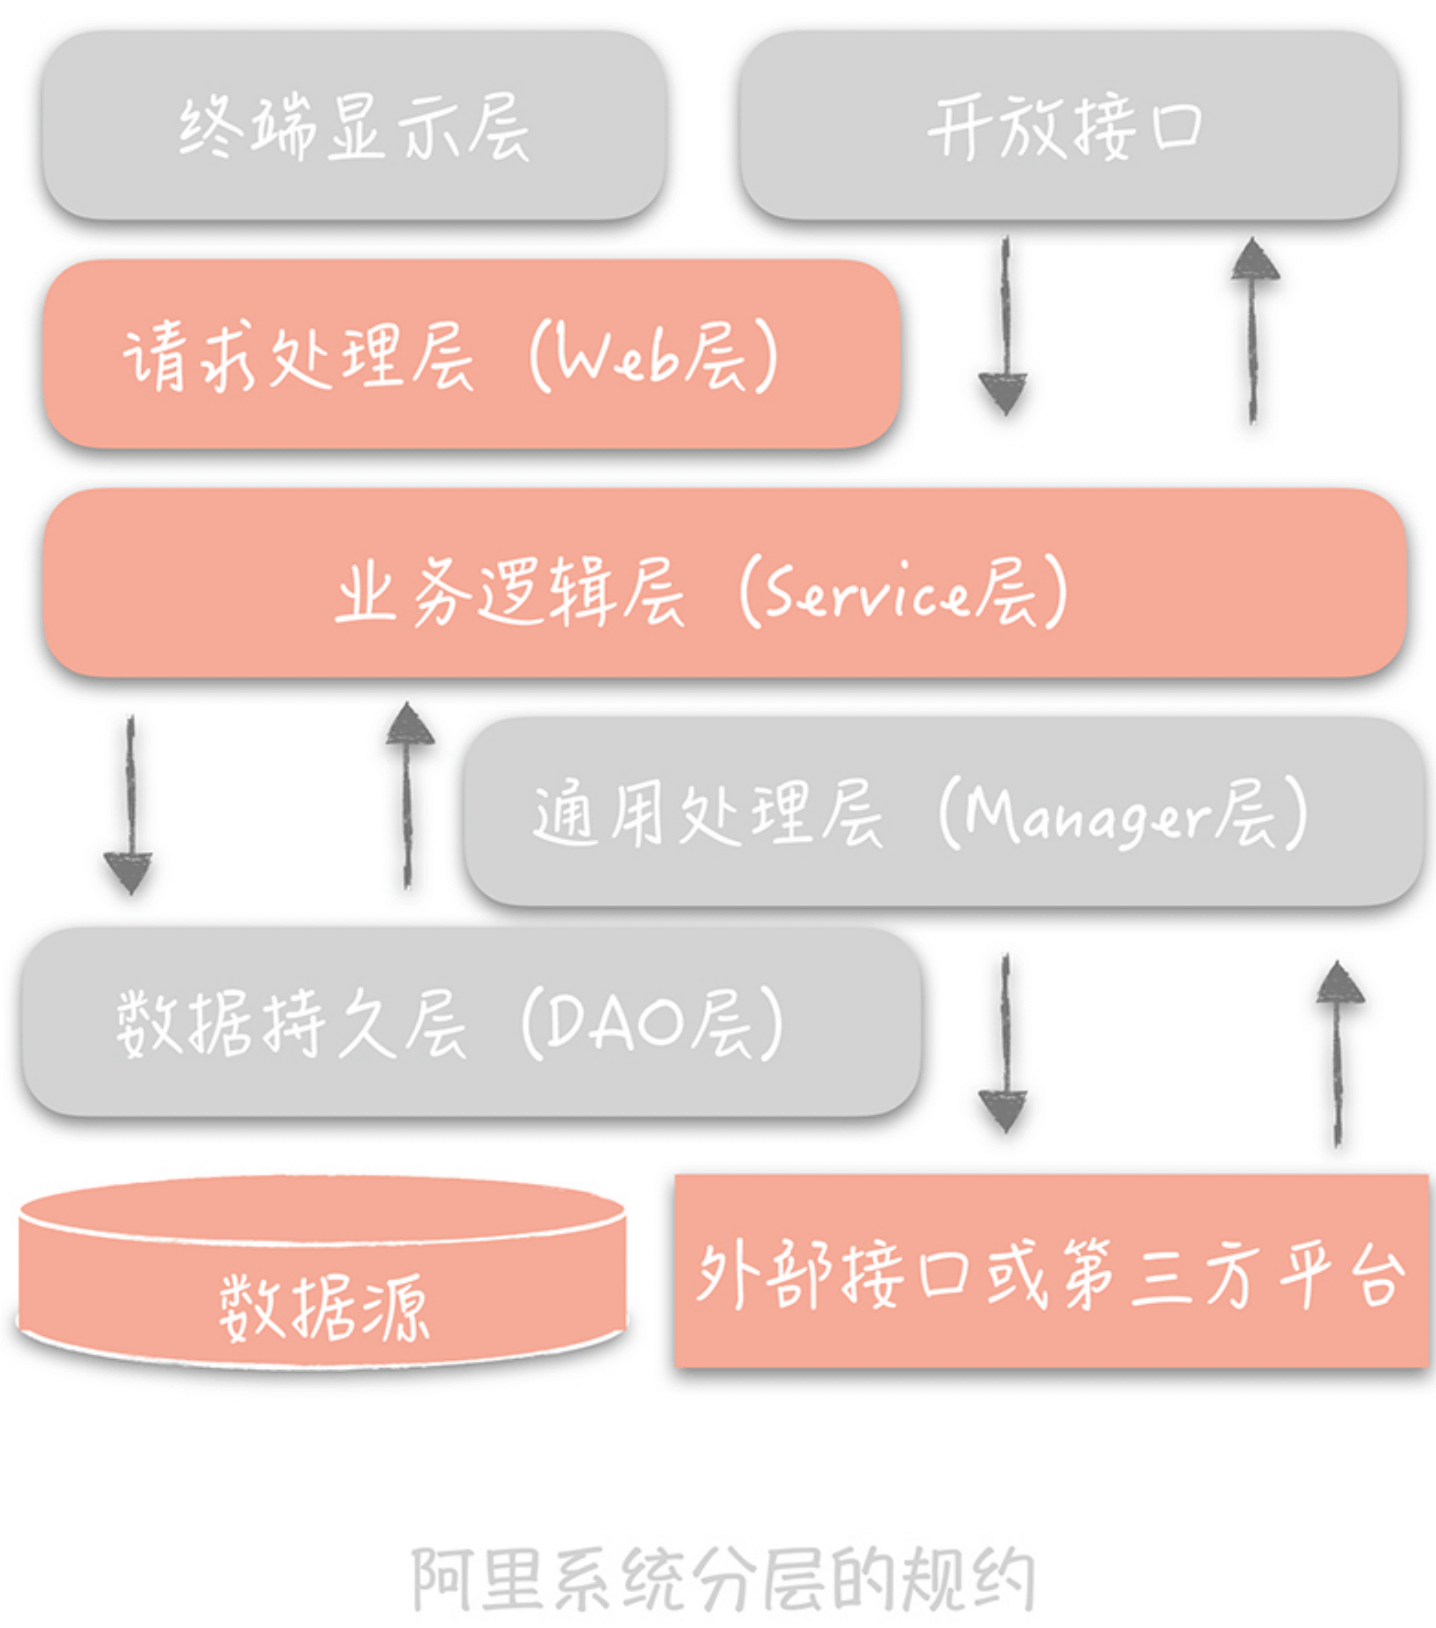 终端显示层
开放接口
请求处理层（Web层）
业务逻辑层（Service层）
通用处理层（Manager层）
数据持久层（DAO层）
数据源
外部接口或第三方平台
阿里系统分层的规约